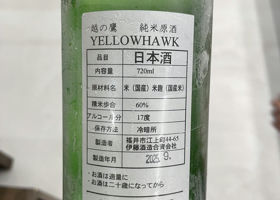 越の鷹 純米原酒
YELLOWHAWK
品目 日本酒
内容量 720ml
原材料名 米(国産)米麹(国産米)
精米歩合 60%
アルコール分 17度
保存方法 冷暗所
製造者 福井市江上町44-65
伊藤酒造合資会社
製造年月 2025.9.
・お酒は適量に
・お酒は二十歳になってから